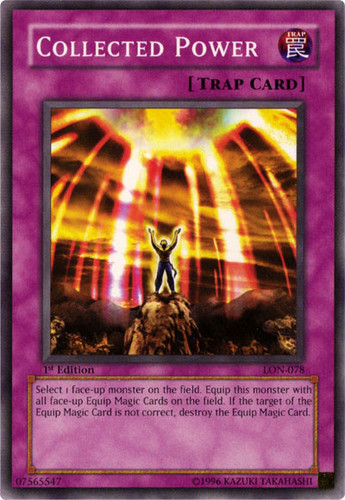 COLLECTED POWER
TRAP
罠
[TRAP CARD]
1st Edition
LON-078
Select 1 face-up monster on the field. Equip this monster with
all face-up Equip Magic Cards on the field. If the target of the
Equip Magic Card is not correct, destroy the Equip Magic Card.
07565547
©1996 KAZUKI TAKAHASHI